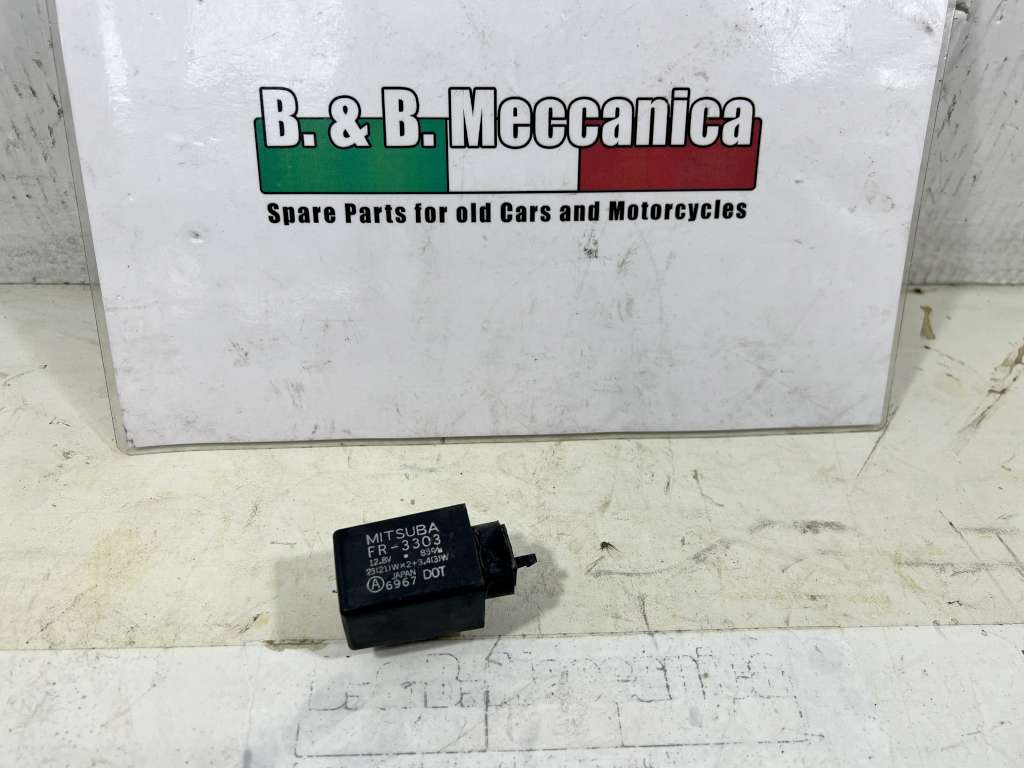 B. & B. Meccanica
Spare Parts for old Cars and Motorcycles
MITSUBA
FR-3303
12.8V • 85c/m
23(21)W×2+3.4(3)W
JAPAN
A 6967 DOT